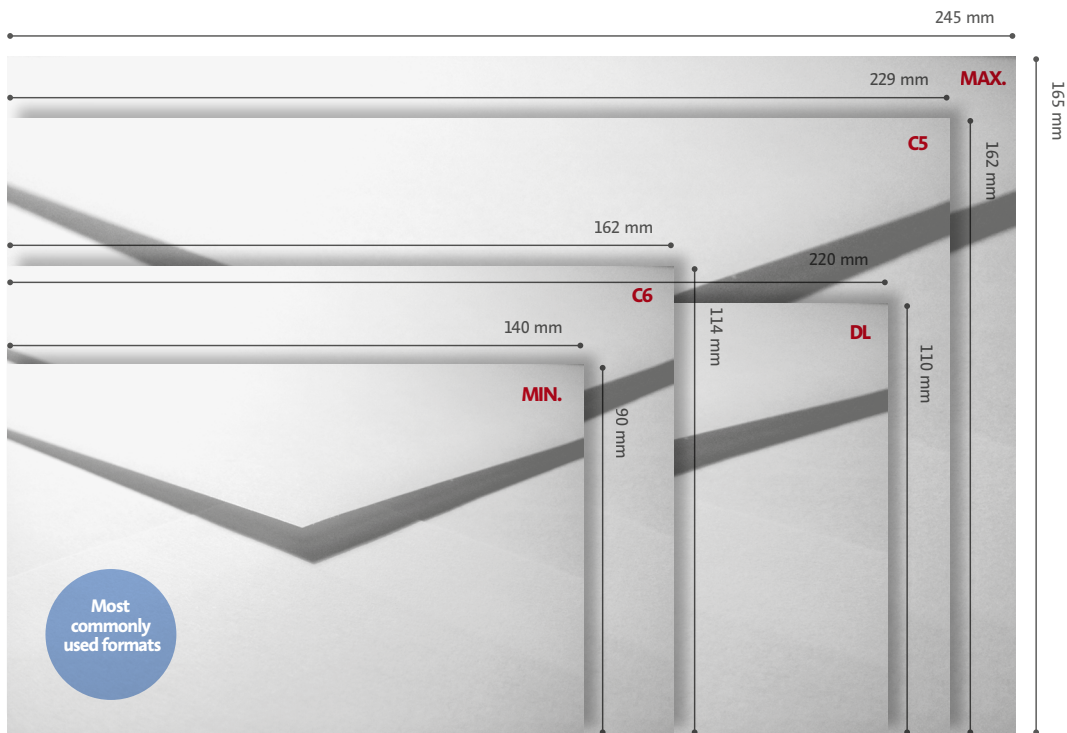 245 mm
229 mm
MAX.
165 mm
C5
162 mm
162 mm
220 mm
C6
114 mm
140 mm
DL
110 mm
MIN.
90 mm
Most
commonly
used formats